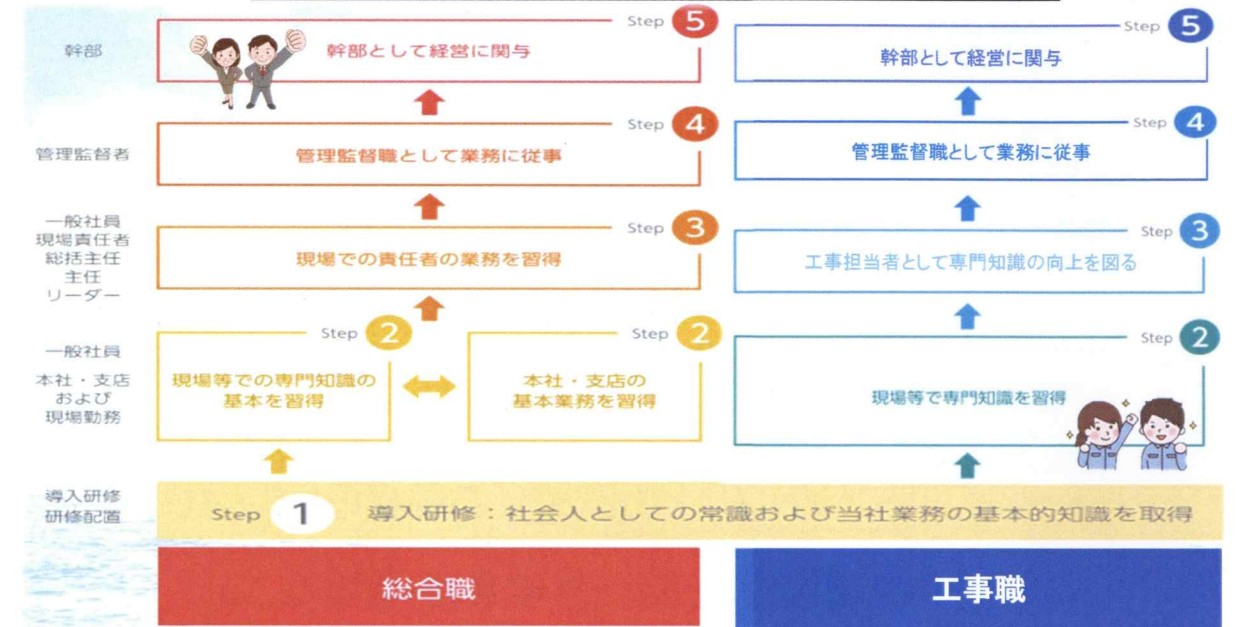 幹部
Step 5
幹部として経営に関与
Step 5
幹部として経営に関与
管理監督者
Step 4
管理監督職として業務に従事
Step 4
管理監督職として業務に従事
一般社員
現場責任者
総括主任
主任
リーダー
Step 3
現場での責任者の業務を習得
Step 3
工事担当者として専門知識の向上を図る
一般社員
本社・支店
および
現場勤務
Step 2
現場等での専門知識の
基本を習得
Step 2
本社・支店の
基本業務を習得
Step 2
現場等で専門知識を習得
導入研修
研修配置
Step 1 導入研修：社会人としての常識および当社業務の基本的知識を取得
総合職
工事職